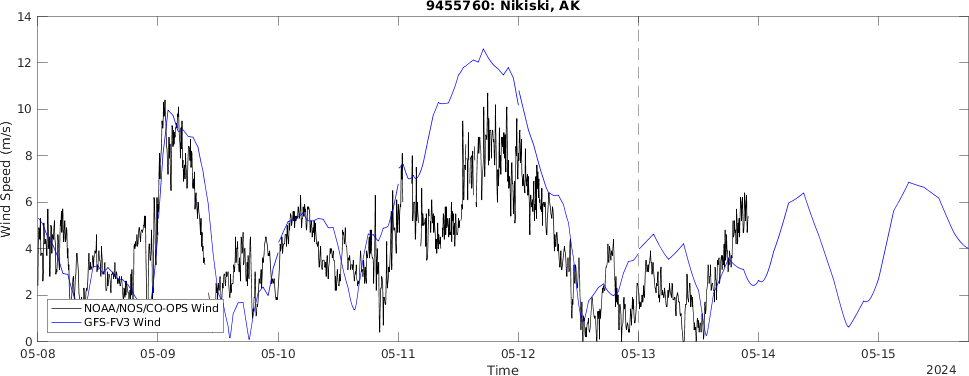 9455760: Nikiski, AK
Wind Speed (m/s)
14
12
10
8
6
4
2
0
NOAA/NOS/CO-OPS Wind
GFS-FV3 Wind
05-08 05-09 05-10 05-11 05-12 05-13 05-14 05-15
Time
2024